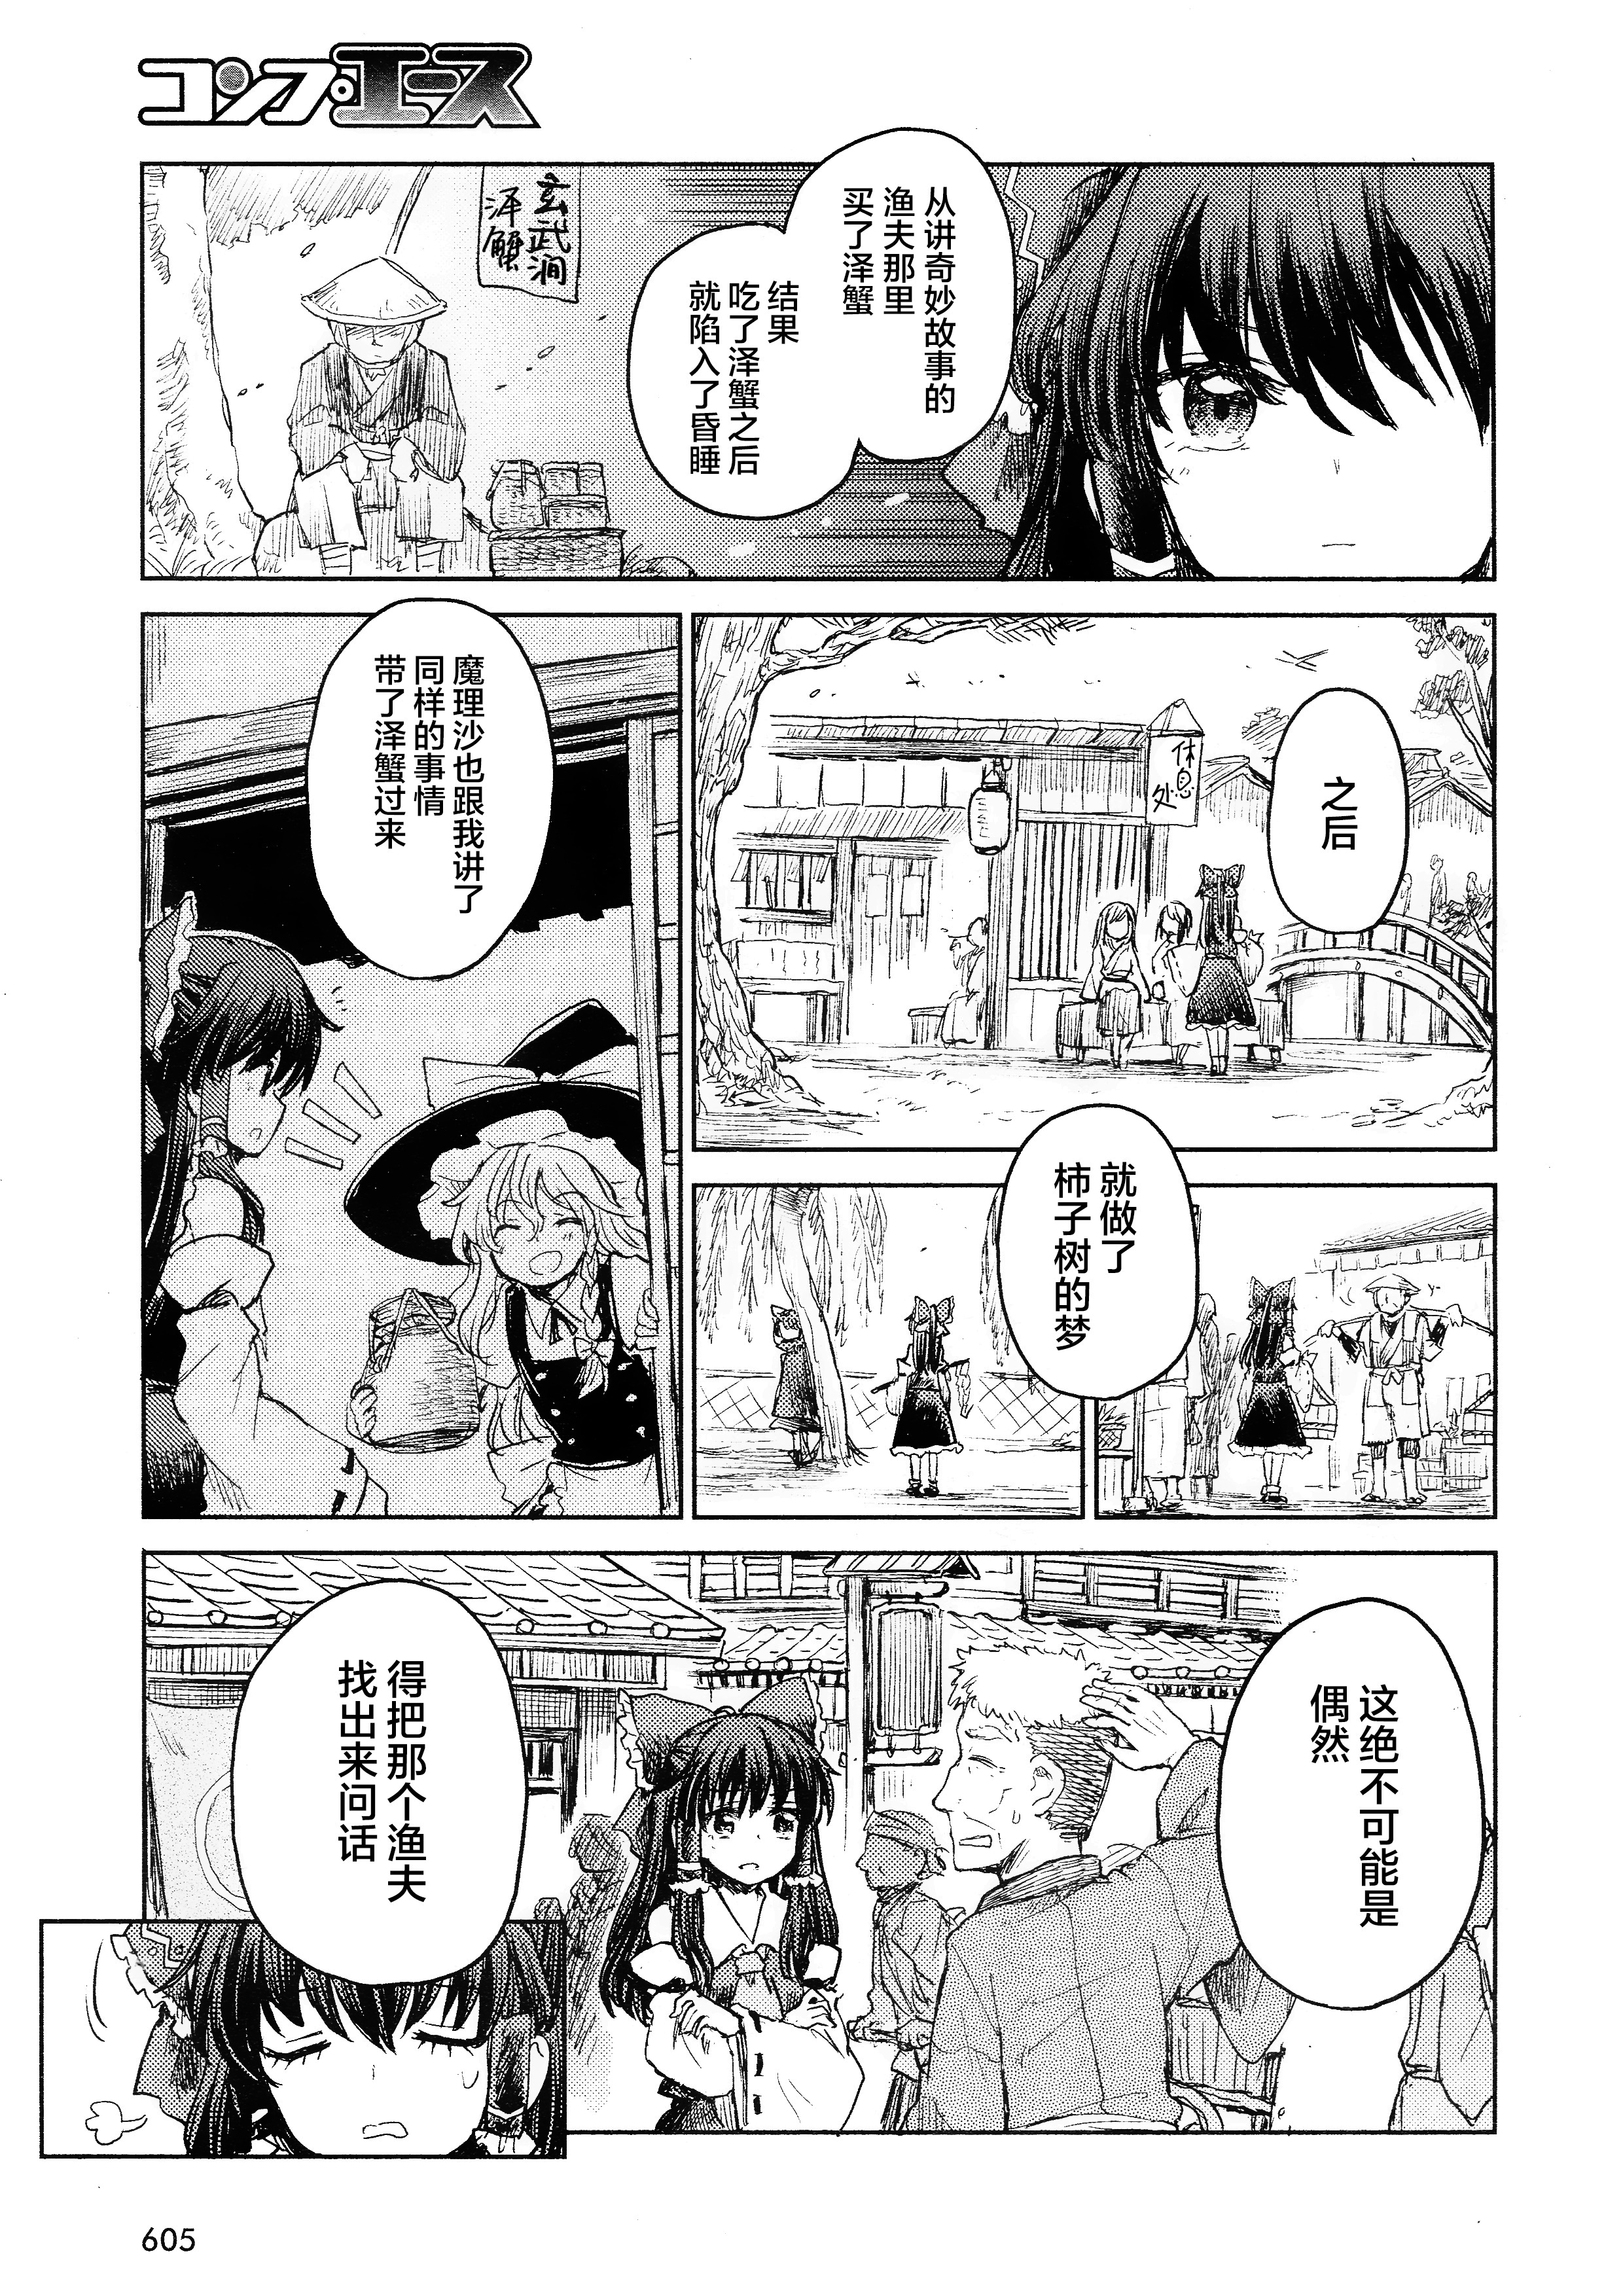 コンプ・エース
从讲奇妙故事的
渔夫那里
买了泽蟹
结果
吃了泽蟹之后
就陷入了昏睡
玄武涧
泽蟹
之后
休息
处
就做了
柿子树的梦
魔理沙也跟我讲了
同样的事情
带了泽蟹过来
这绝不可能是
偶然
得把那个渔夫
找出来问话
605